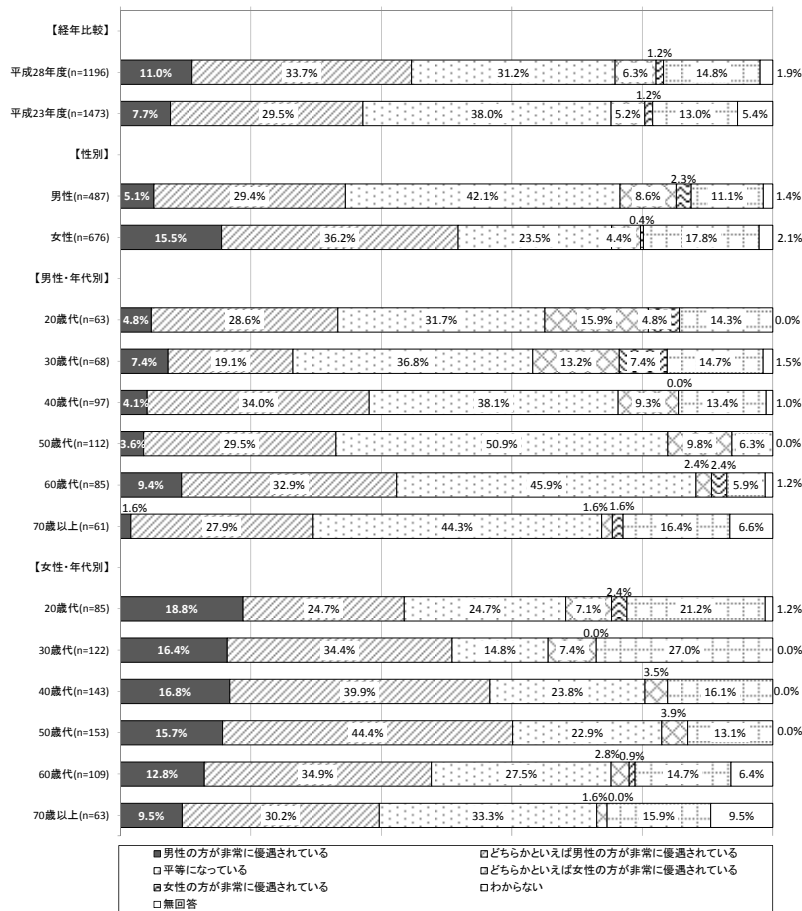 【経年比較】
1.2%
平成28年度(n=1196) 11.0% 33.7% 31.2% 6.3% 14.8% 1.9%
1.2%
平成23年度(n=1473) 7.7% 29.5% 38.0% 5.2% 13.0% 5.4%
【性別】
2.3%
男性(n=487) 5.1% 29.4% 42.1% 8.6% 11.1% 1.4%
0.4%
女性(n=676) 15.5% 36.2% 23.5% 4.4% 17.8% 2.1%
【男性・年代別】
20歳代(n=63) 4.8% 28.6% 31.7% 15.9% 4.8% 14.3% 0.0%
30歳代(n=68) 7.4% 19.1% 36.8% 13.2% 7.4% 14.7% 1.5%
0.0%
40歳代(n=97) 4.1% 34.0% 38.1% 9.3% 13.4% 1.0%
50歳代(n=112) 3.6% 29.5% 50.9% 9.8% 6.3% 0.0%
2.4% 2.4%
60歳代(n=85) 9.4% 32.9% 45.9% 5.9% 1.2%
1.6% 1.6% 1.6%
70歳以上(n=61) 27.9% 44.3% 16.4% 6.6%
【女性・年代別】
2.4%
20歳代(n=85) 18.8% 24.7% 24.7% 7.1% 21.2% 1.2%
0.0%
30歳代(n=122) 16.4% 34.4% 14.8% 7.4% 27.0% 0.0%
3.5%
40歳代(n=143) 16.8% 39.9% 23.8% 16.1% 0.0%
3.9%
50歳代(n=153) 15.7% 44.4% 22.9% 13.1% 0.0%
2.8% 0.9%
60歳代(n=109) 12.8% 34.9% 27.5% 14.7% 6.4%
1.6% 0.0%
70歳以上(n=63) 9.5% 30.2% 33.3% 15.9% 9.5%
男性の方が非常に優遇されている どちらかといえば男性の方が非常に優遇されている
平等になっている どちらかといえば女性の方が非常に優遇されている
女性の方が非常に優遇されている わからない
無回答